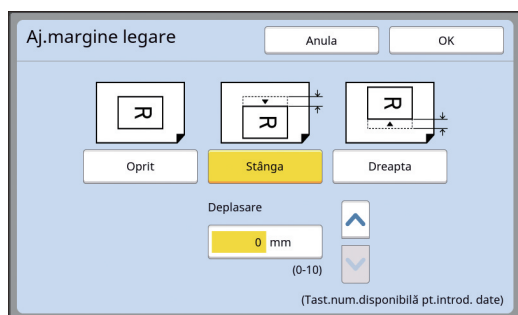 Aj.margine legare
Anula
OK
R
R
R
Oprit
Stânga
Dreapta
Deplasare
0 mm
(0-10)
(Tast.num.disponibilă pt.introd. date)